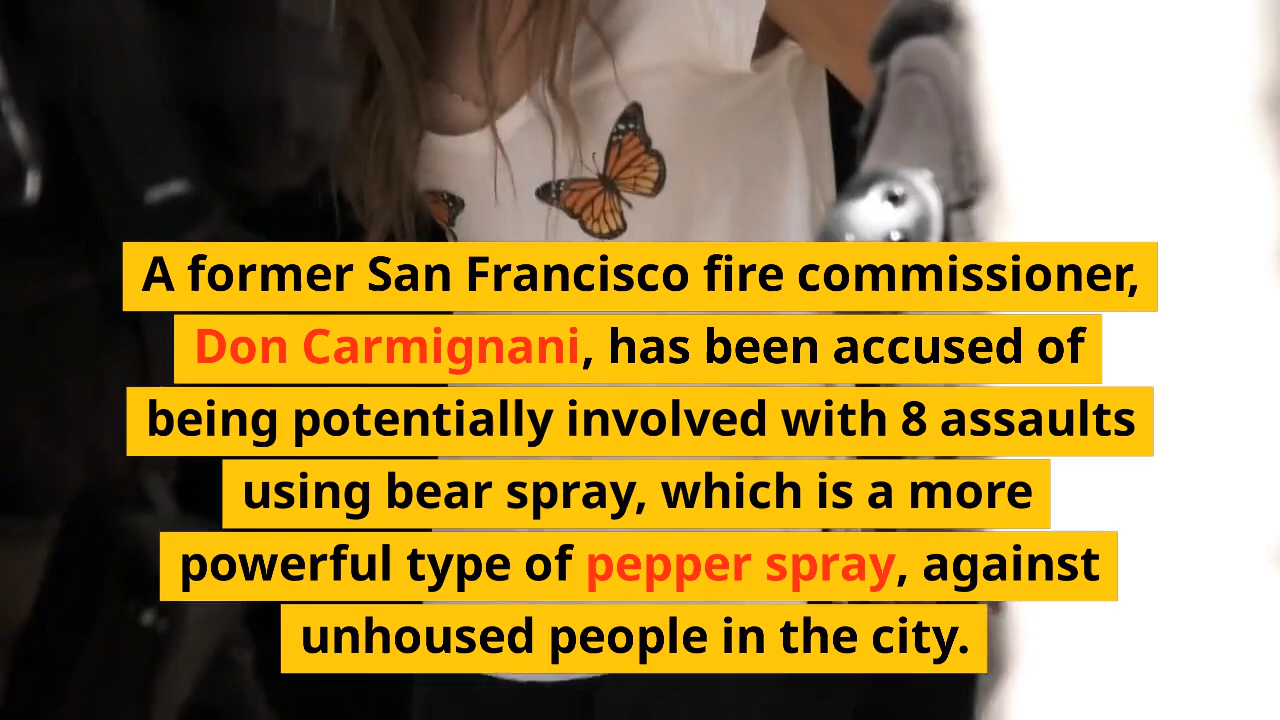 A former San Francisco fire commissioner,
Don Carmignani, has been accused of
being potentially involved with 8 assaults
using bear spray, which is a more
powerful type of pepper spray, against
unhoused people in the city.